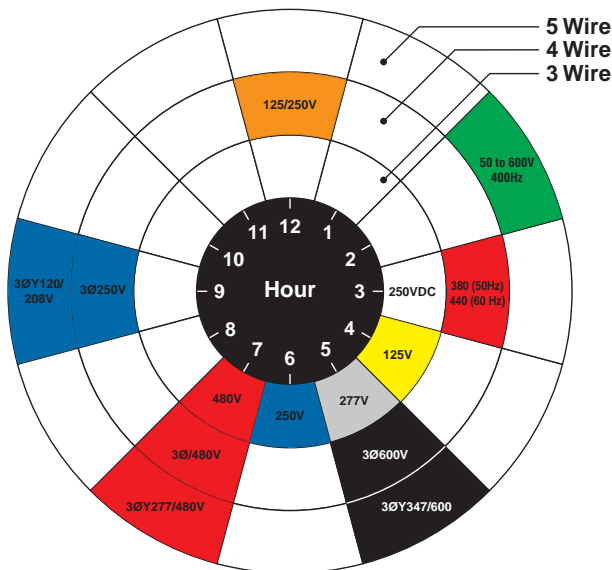 5 Wire
4 Wire
3 Wire
125/250V
50 to 600V
400Hz
12
11
1
10
2
3ØY120/
208V
3Ø250V
9
Hour
3
250VDC
380 (50Hz)
440 (60 Hz)
8
4
125V
7
6
5
480V
250V
277V
3Ø/480V
3Ø600V
3ØY277/480V
3ØY347/600